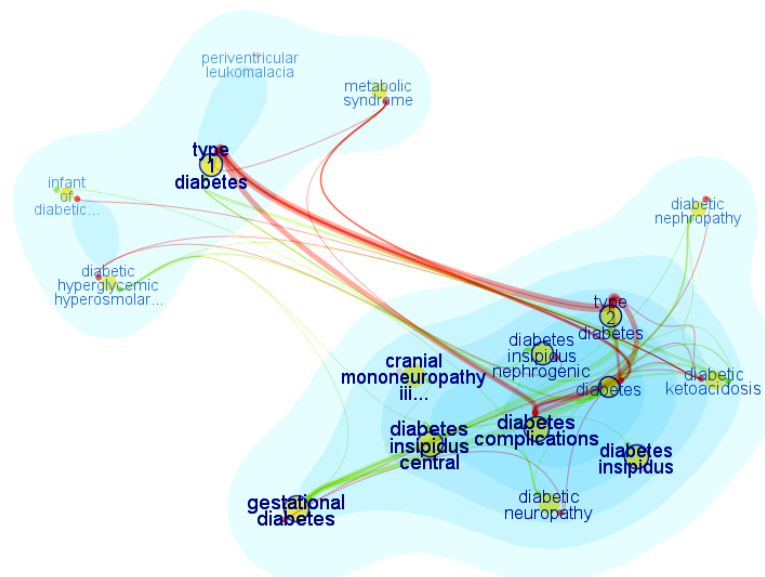 periventricular
leukomalacia
metabolic
syndrome
type
1
diabetes
infant
of
diabetic...
diabetic
nephropathy
diabetic
hyperglycemic
hyperosmolar...
type
2
diabetes
diabetes
insipidus
nephrogenic
cranial
mononeuropathy
iii...
diabetes
diabetic
ketoacidosis
diabetes
complications
diabetes
insipidus
central
diabetes
insipidus
gestational
diabetes
diabetic
neuropathy